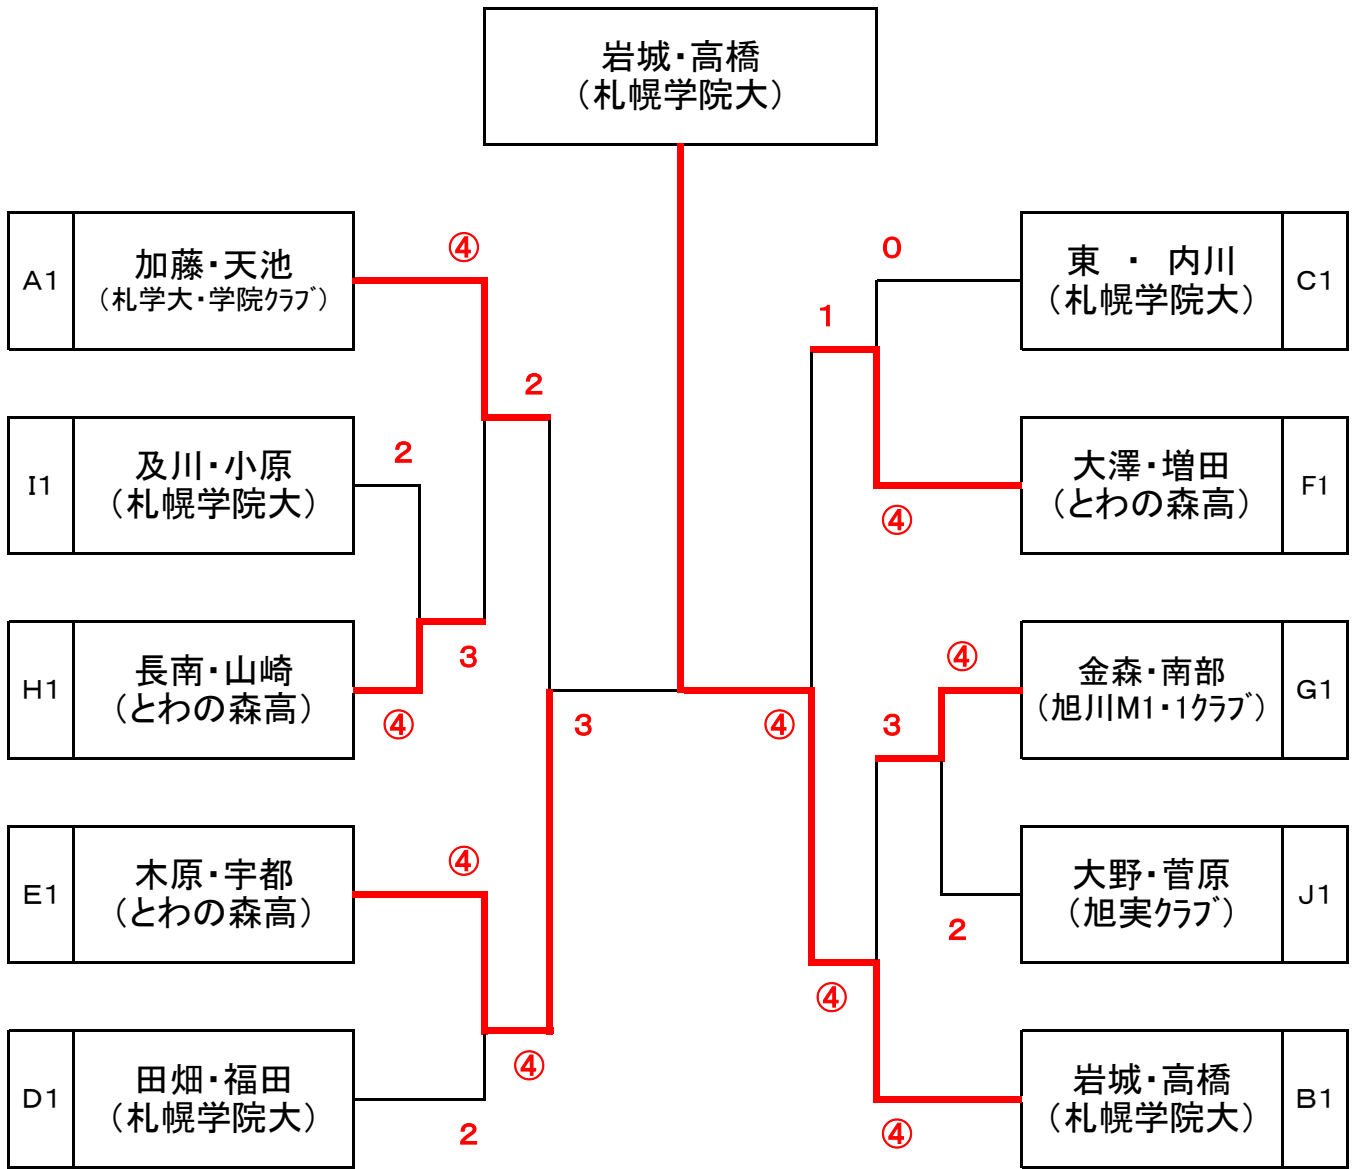 岩城・高橋
（札幌学院大）
A1
加藤・天池
（札学大・学院ｸﾗﾌﾞ）
④
2
I1
及川・小原
（札幌学院大）
2
H1
長南・山崎
（とわの森高）
④
3
E1
木原・宇都
（とわの森高）
④
④
3
D1
田畑・福田
（札幌学院大）
2
0
東　・　内川
（札幌学院大）
C1
1
大澤・増田
（とわの森高）
F1
④
④
金森・南部
（旭川M1・1ｸﾗﾌﾞ）
G1
④
3
大野・菅原
（旭実ｸﾗﾌﾞ）
J1
2
④
岩城・高橋
（札幌学院大）
B1
④